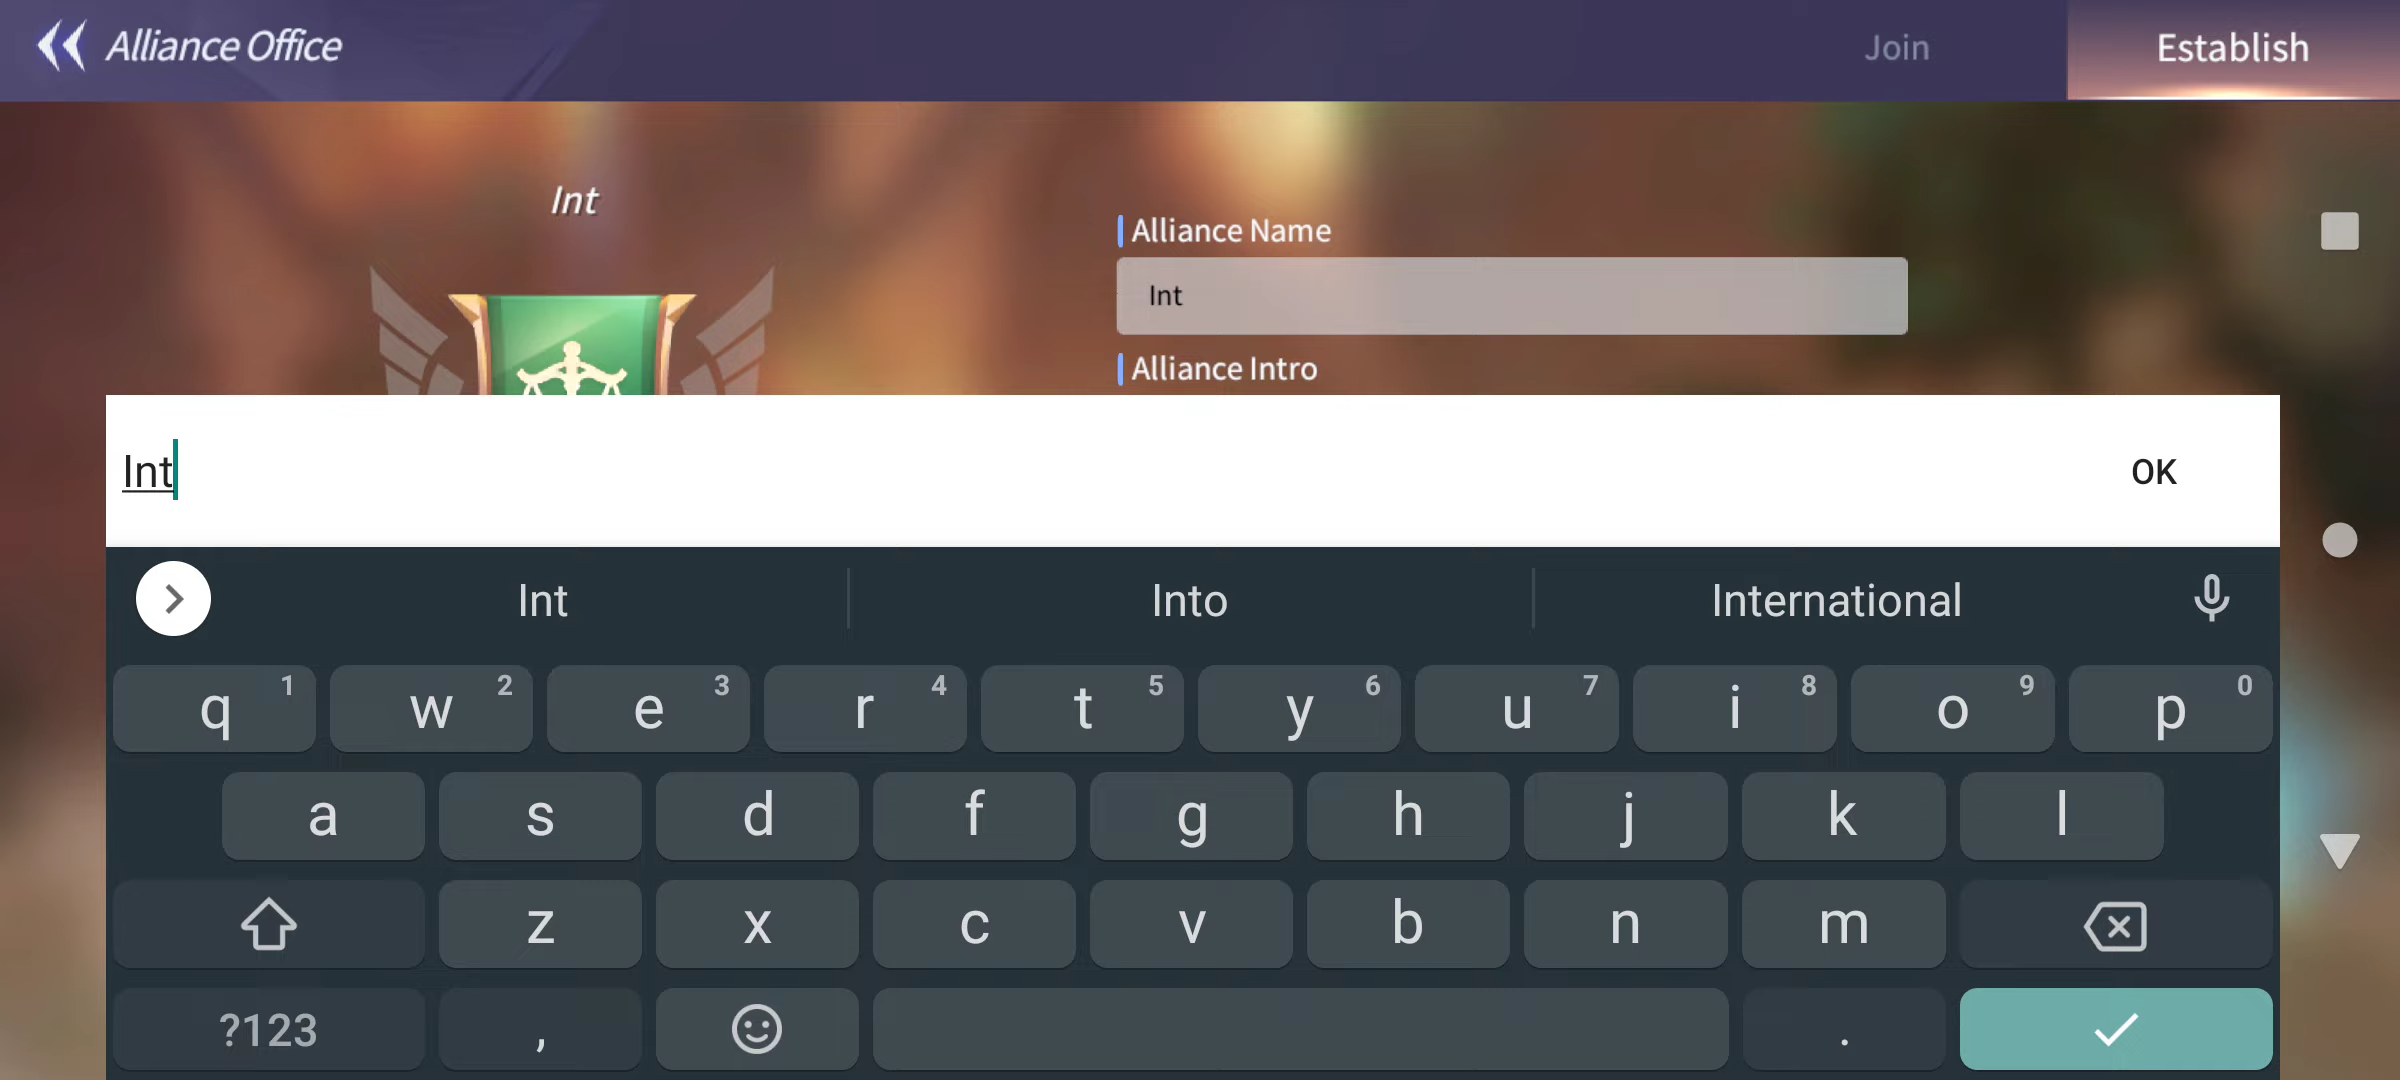 Alliance Office
Join
Establish
Int
Alliance Name
Int
Alliance Intro
Int
OK
Int
Into
International
q 1 w 2 e 3 r 4 t 5 y 6 u 7 i 8 o 9 p 0
a s d f g h j k l
z x c v b n m
?123 , .